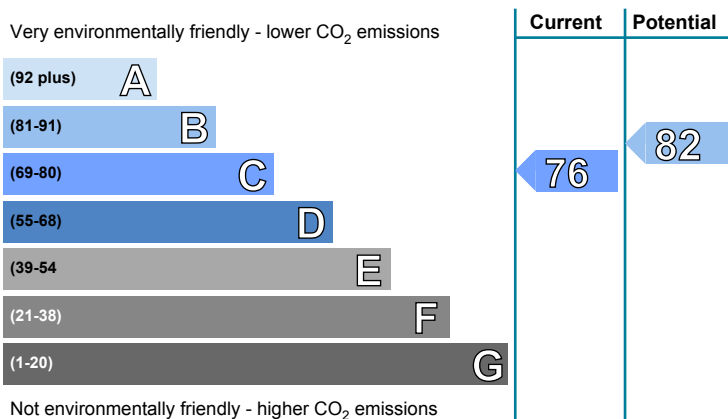 Current Potential
Very environmentally friendly - lower CO2 emissions
(92 plus) A
(81-91) B
82
(69-80) C
76
(55-68) D
(39-54 E
(21-38) F
(1-20) G
Not environmentally friendly - higher CO2 emissions